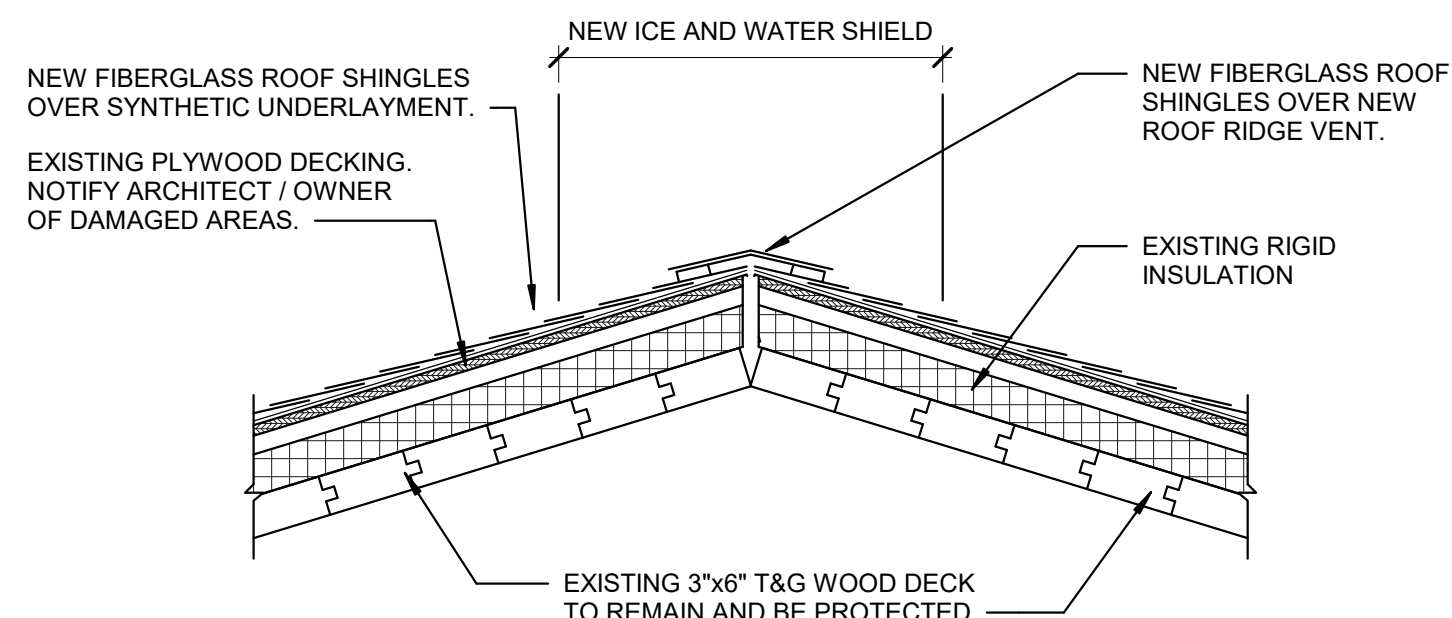 NEW ICE AND WATER SHIELD
NEW FIBERGLASS ROOF SHINGLES
OVER SYNTHETIC UNDERLAYMENT.
EXISTING PLYWOOD DECKING.
NOTIFY ARCHITECT / OWNER
OF DAMAGED AREAS.
NEW FIBERGLASS ROOF
SHINGLES OVER NEW
ROOF RIDGE VENT.
EXISTING RIGID
INSULATION
EXISTING 3"x6" T&G WOOD DECK
TO REMAIN AND BE PROTECTED